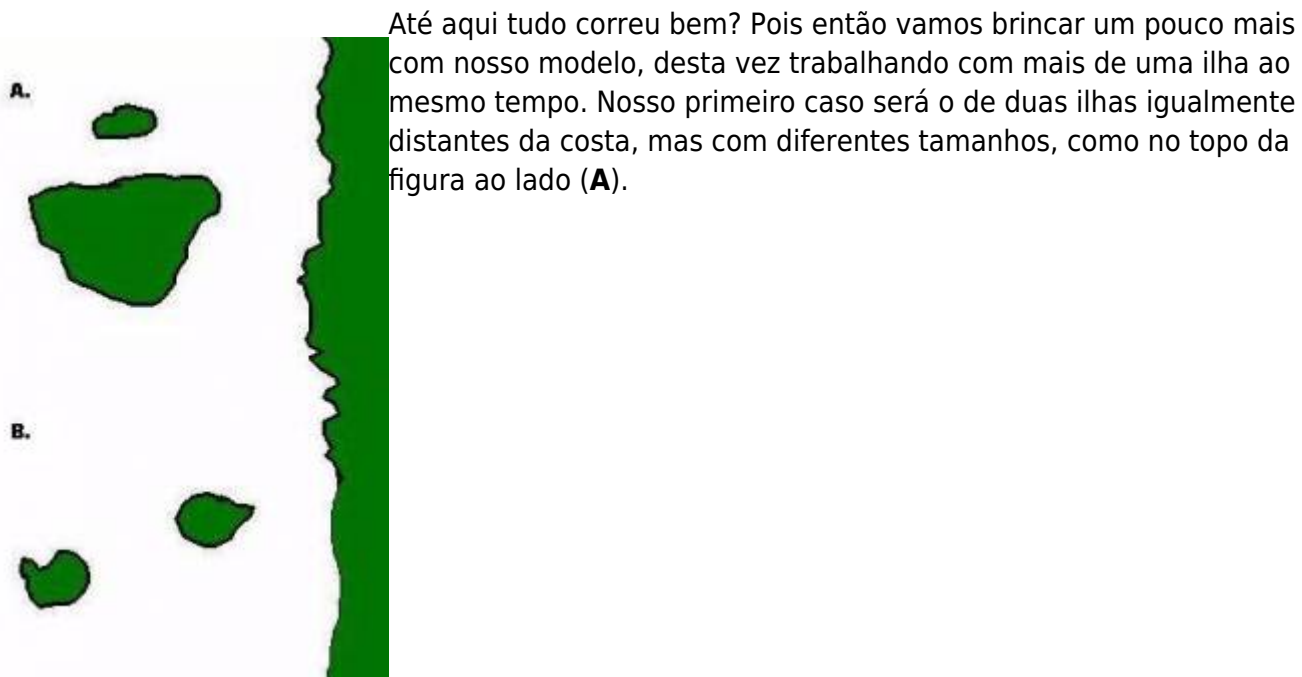 Até aqui tudo correu bem? Pois então vamos brincar um pouco mais
com nosso modelo, desta vez trabalhando com mais de uma ilha ao
mesmo tempo. Nosso primeiro caso será o de duas ilhas igualmente
distantes da costa, mas com diferentes tamanhos, como no topo da
figura ao lado (A).
A.
B.